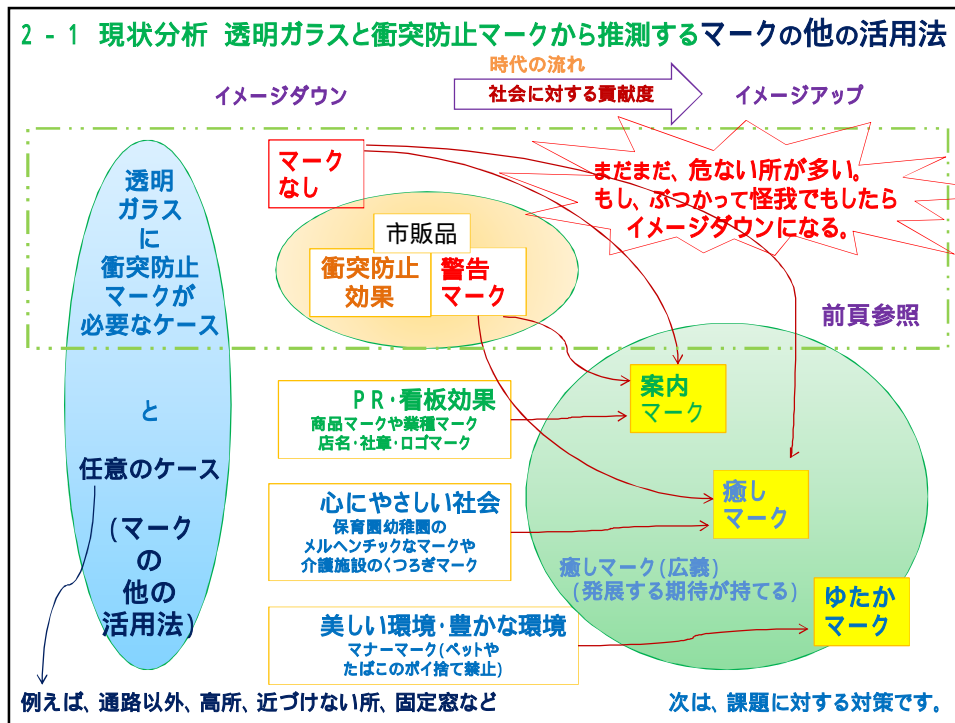 2-1 現状分析 透明ガラスと衝突防止マークから推測するマークの他の活用法
時代の流れ
イメージダウン
社会に対する貢献度
イメージアップ
マーク
なし
まだまだ、危ない所が多い。
もし、ぶつかって怪我でもしたら
イメージダウンになる。
透明
ガラス
に
衝突防止
マークが
必要なケース
と
任意のケース
(マーク
の
他の
活用法)
市販品
衝突防止
効果
警告
マーク
前頁参照
PR・看板効果
商品マークや業種マーク
店名・社章・ロゴマーク
案内
マーク
心にやさしい社会
保育園幼稚園の
メルヘンチックなマークや
介護施設のくつろぎマーク
癒し
マーク
癒しマーク(広義)
(発展する期待が持てる)
美しい環境・豊かな環境
マナーマーク(ペットや
たばこのポイ捨て禁止)
ゆたか
マーク
例えば、通路以外、高所、近づけない所、固定窓など
次は、課題に対する対策です。